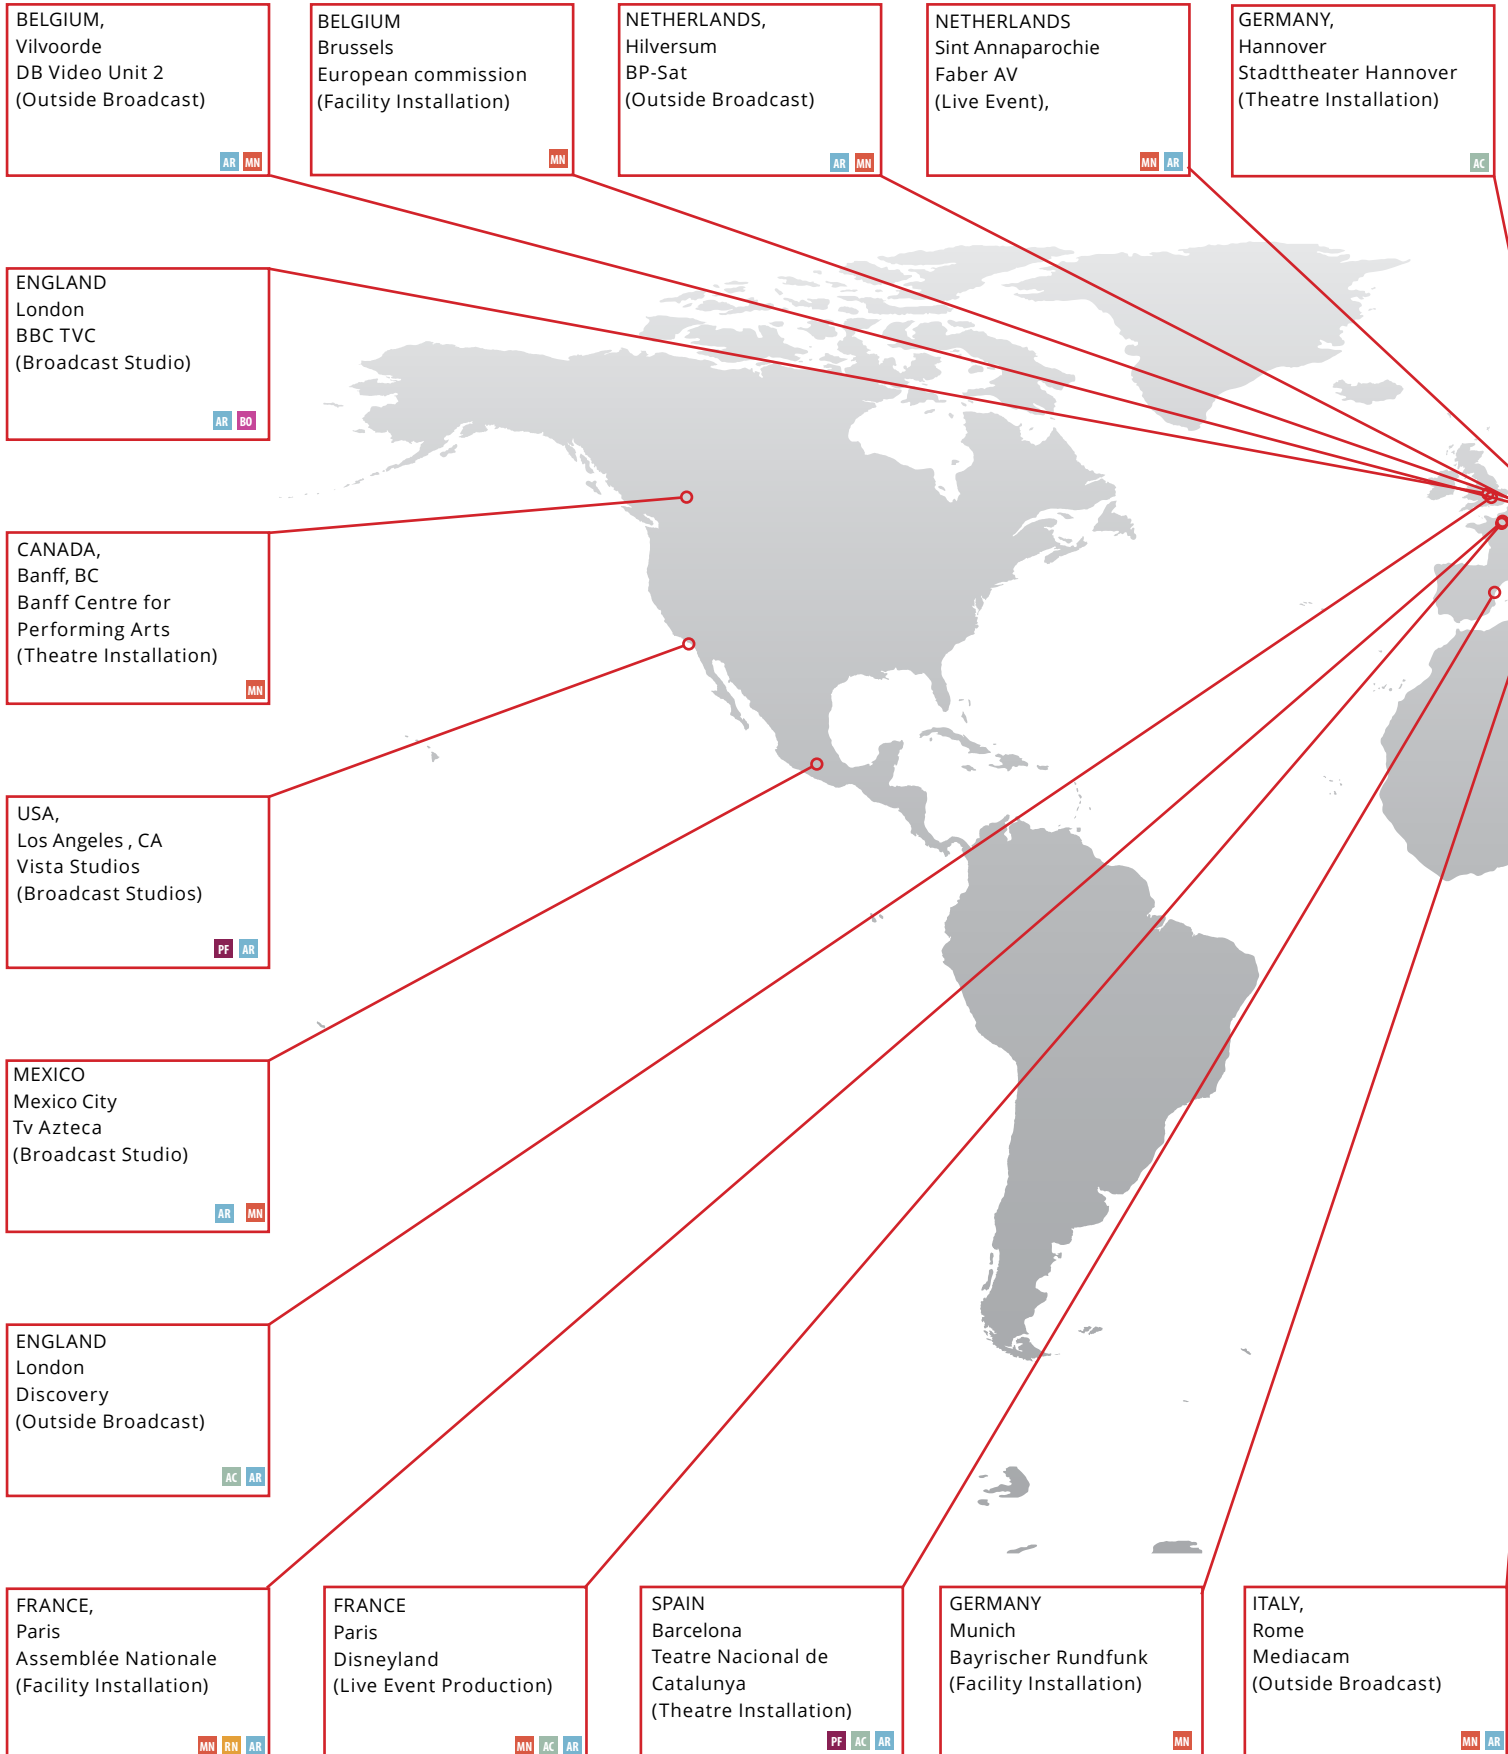 BELGIUM,
Vilvoorde
DB Video Unit 2
(Outside Broadcast)
AR MN
BELGIUM
Brussels
European commission
(Facility Installation)
MN
NETHERLANDS,
Hilversum
BP-Sat
(Outside Broadcast)
AR MN
NETHERLANDS
Sint Annaparochie
Faber AV
(Live Event),
MN AR
GERMANY,
Hannover
Stadttheater Hannover
(Theatre Installation)
AC
ENGLAND
London
BBC TVC
(Broadcast Studio)
AR BO
CANADA,
Banff, BC
Banff Centre for
Performing Arts
(Theatre Installation)
MN
USA,
Los Angeles , CA
Vista Studios
(Broadcast Studios)
PF AR
MEXICO
Mexico City
Tv Azteca
(Broadcast Studio)
AR MN
ENGLAND
London
Discovery
(Outside Broadcast)
AC AR
FRANCE,
Paris
Assemblée Nationale
(Facility Installation)
MN RN AR
FRANCE
Paris
Disneyland
(Live Event Production)
MN AC AR
SPAIN
Barcelona
Teatre Nacional de
Catalunya
(Theatre Installation)
PF AC AR
GERMANY
Munich
Bayrischer Rundfunk
(Facility Installation)
MN
ITALY,
Rome
Mediacam
(Outside Broadcast)
MN AR